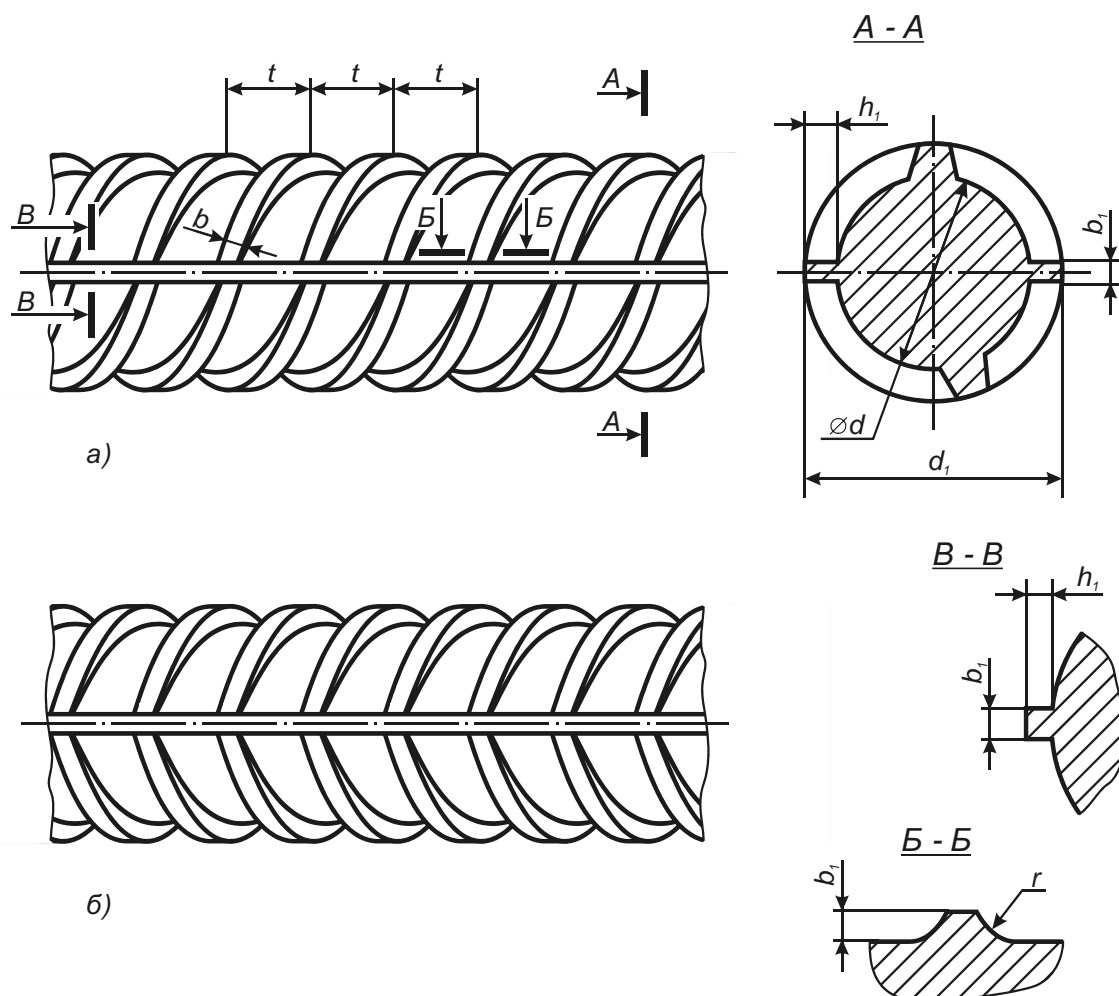 А - А
t t t
А
h₁
В
b
Б Б
b₁
В
⌀d
А
d₁
а)
В - В
h₁
b₁
Б - Б
b₁
r
б)